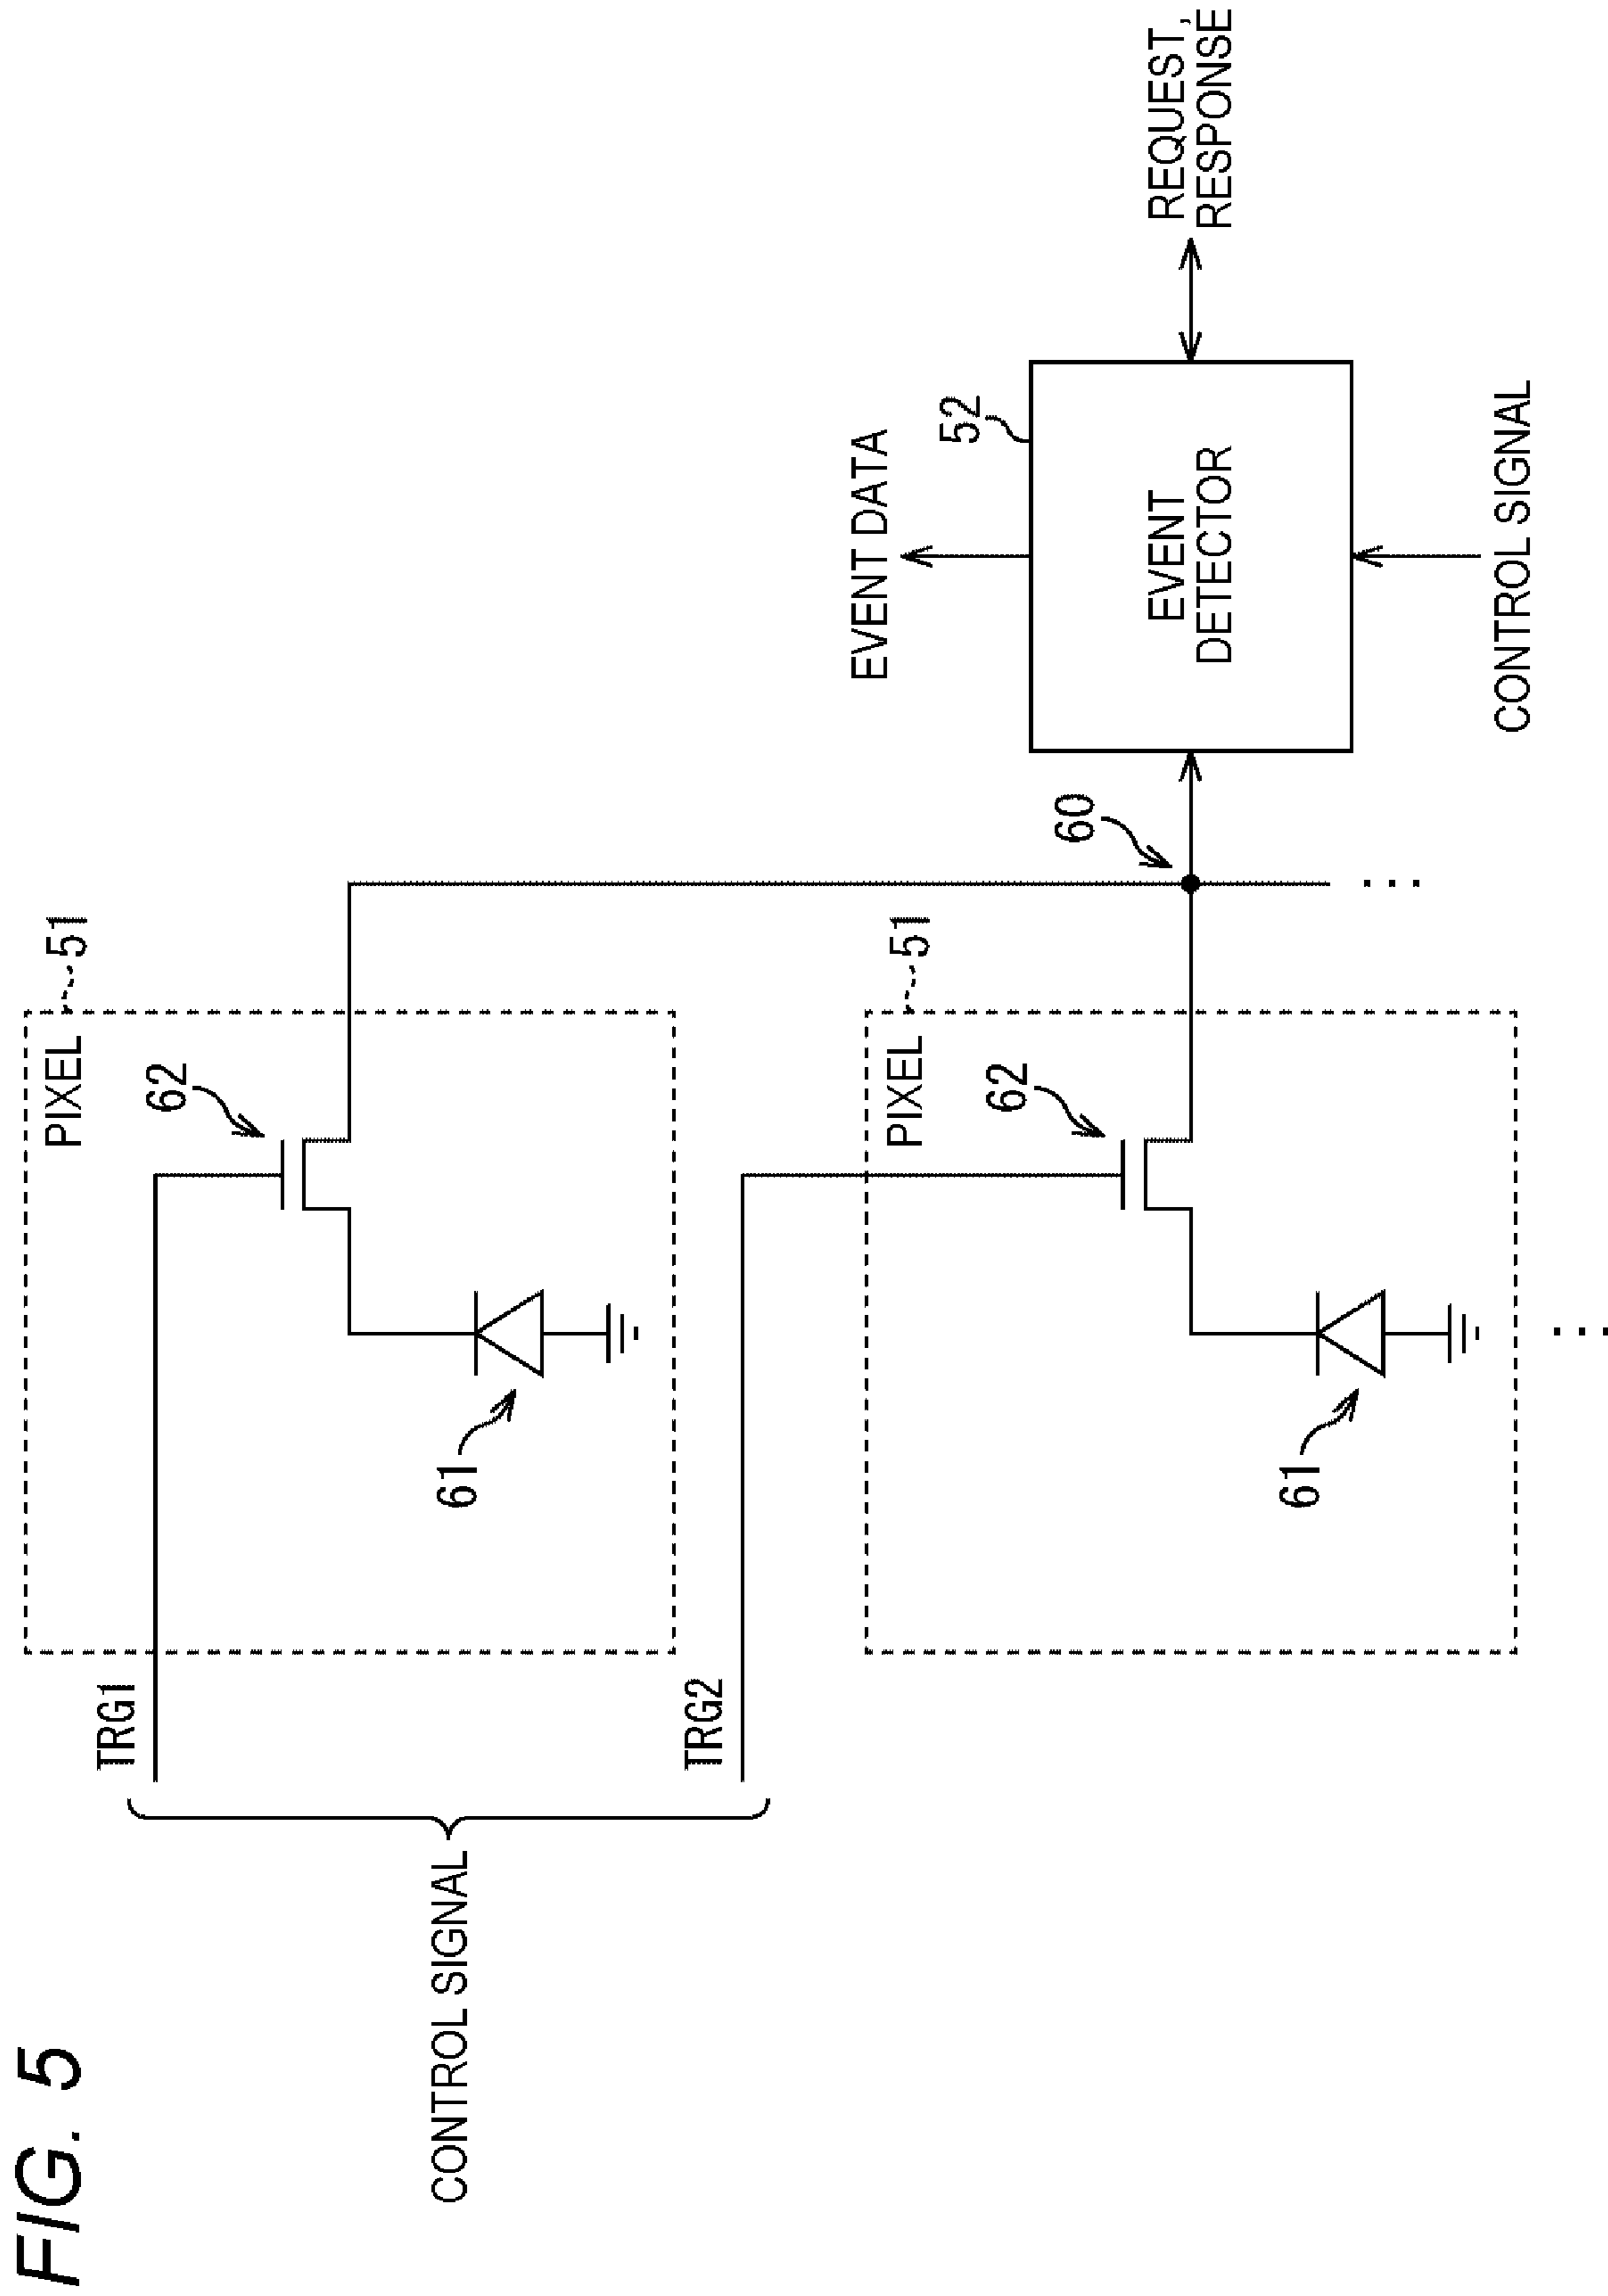 FIG. 5
CONTROL SIGNAL
TRG1
TRG2
PIXEL
51
62
61
PIXEL
51
62
61
60
EVENT DATA
52
EVENT
DETECTOR
REQUEST,
RESPONSE
CONTROL SIGNAL